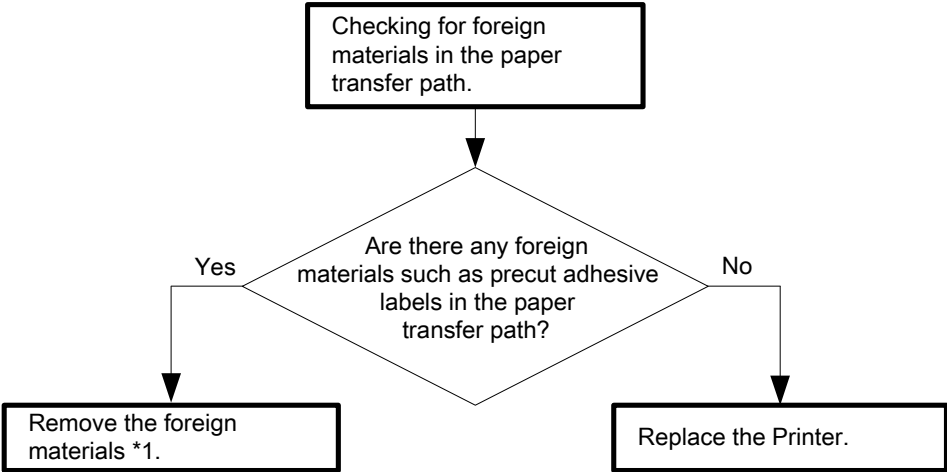 Checking for foreign
materials in the paper
transfer path.
Are there any foreign
materials such as precut adhesive
labels in the paper
transfer path?
Yes
No
Remove the foreign
materials *1.
Replace the Printer.